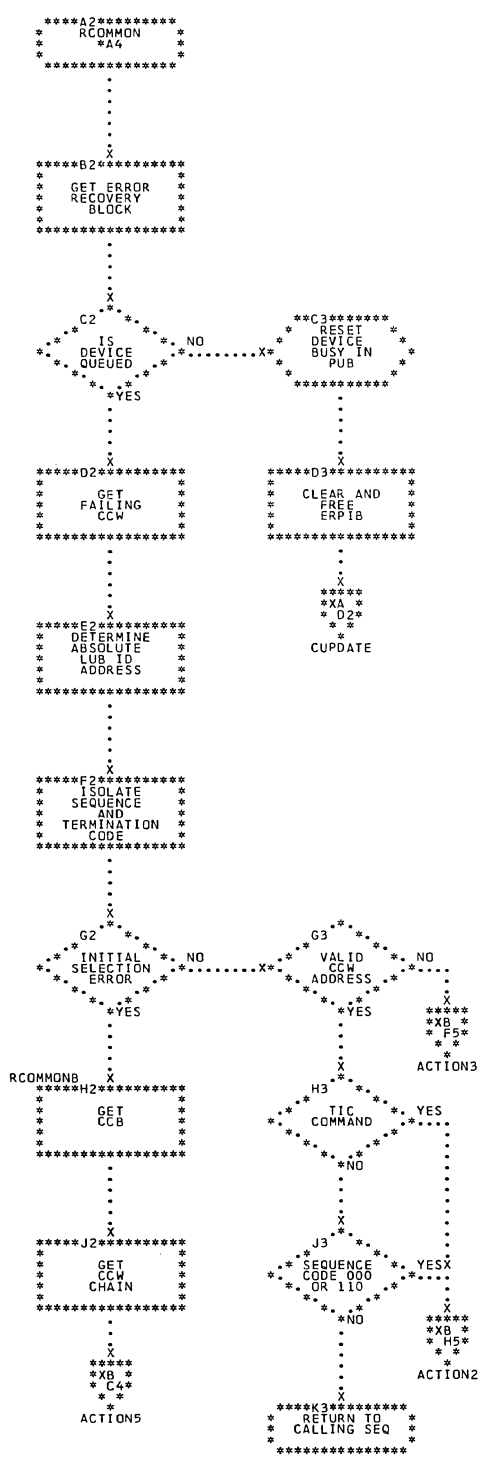 A2
RCOMMON
*A4
B2
GET ERROR
RECOVERY
BLOCK
C2
IS
DEVICE
QUEUED
NO
YES
C3
RESET
DEVICE
BUSY IN
PUB
D2
GET
FAILING
CCW
D3
CLEAR AND
FREE
ERPIB
*XA *
* D2*
CUPDATE
E2
DETERMINE
ABSOLUTE
LUB ID
ADDRESS
F2
ISOLATE
SEQUENCE
AND
TERMINATION
CODE
G2
INITIAL
SELECTION
ERROR
NO
YES
G3
VALID
CCW
ADDRESS
NO
YES
*XB *
* F5*
ACTION3
RCOMMONB
H2
GET
CCB
H3
TIC
COMMAND
YES
NO
J2
GET
CCW
CHAIN
J3
SEQUENCE
CODE 000
OR 110
YES
NO
*XB *
* H5*
ACTION2
*XB *
* C4*
ACTION5
K3
RETURN TO
CALLING SEQ